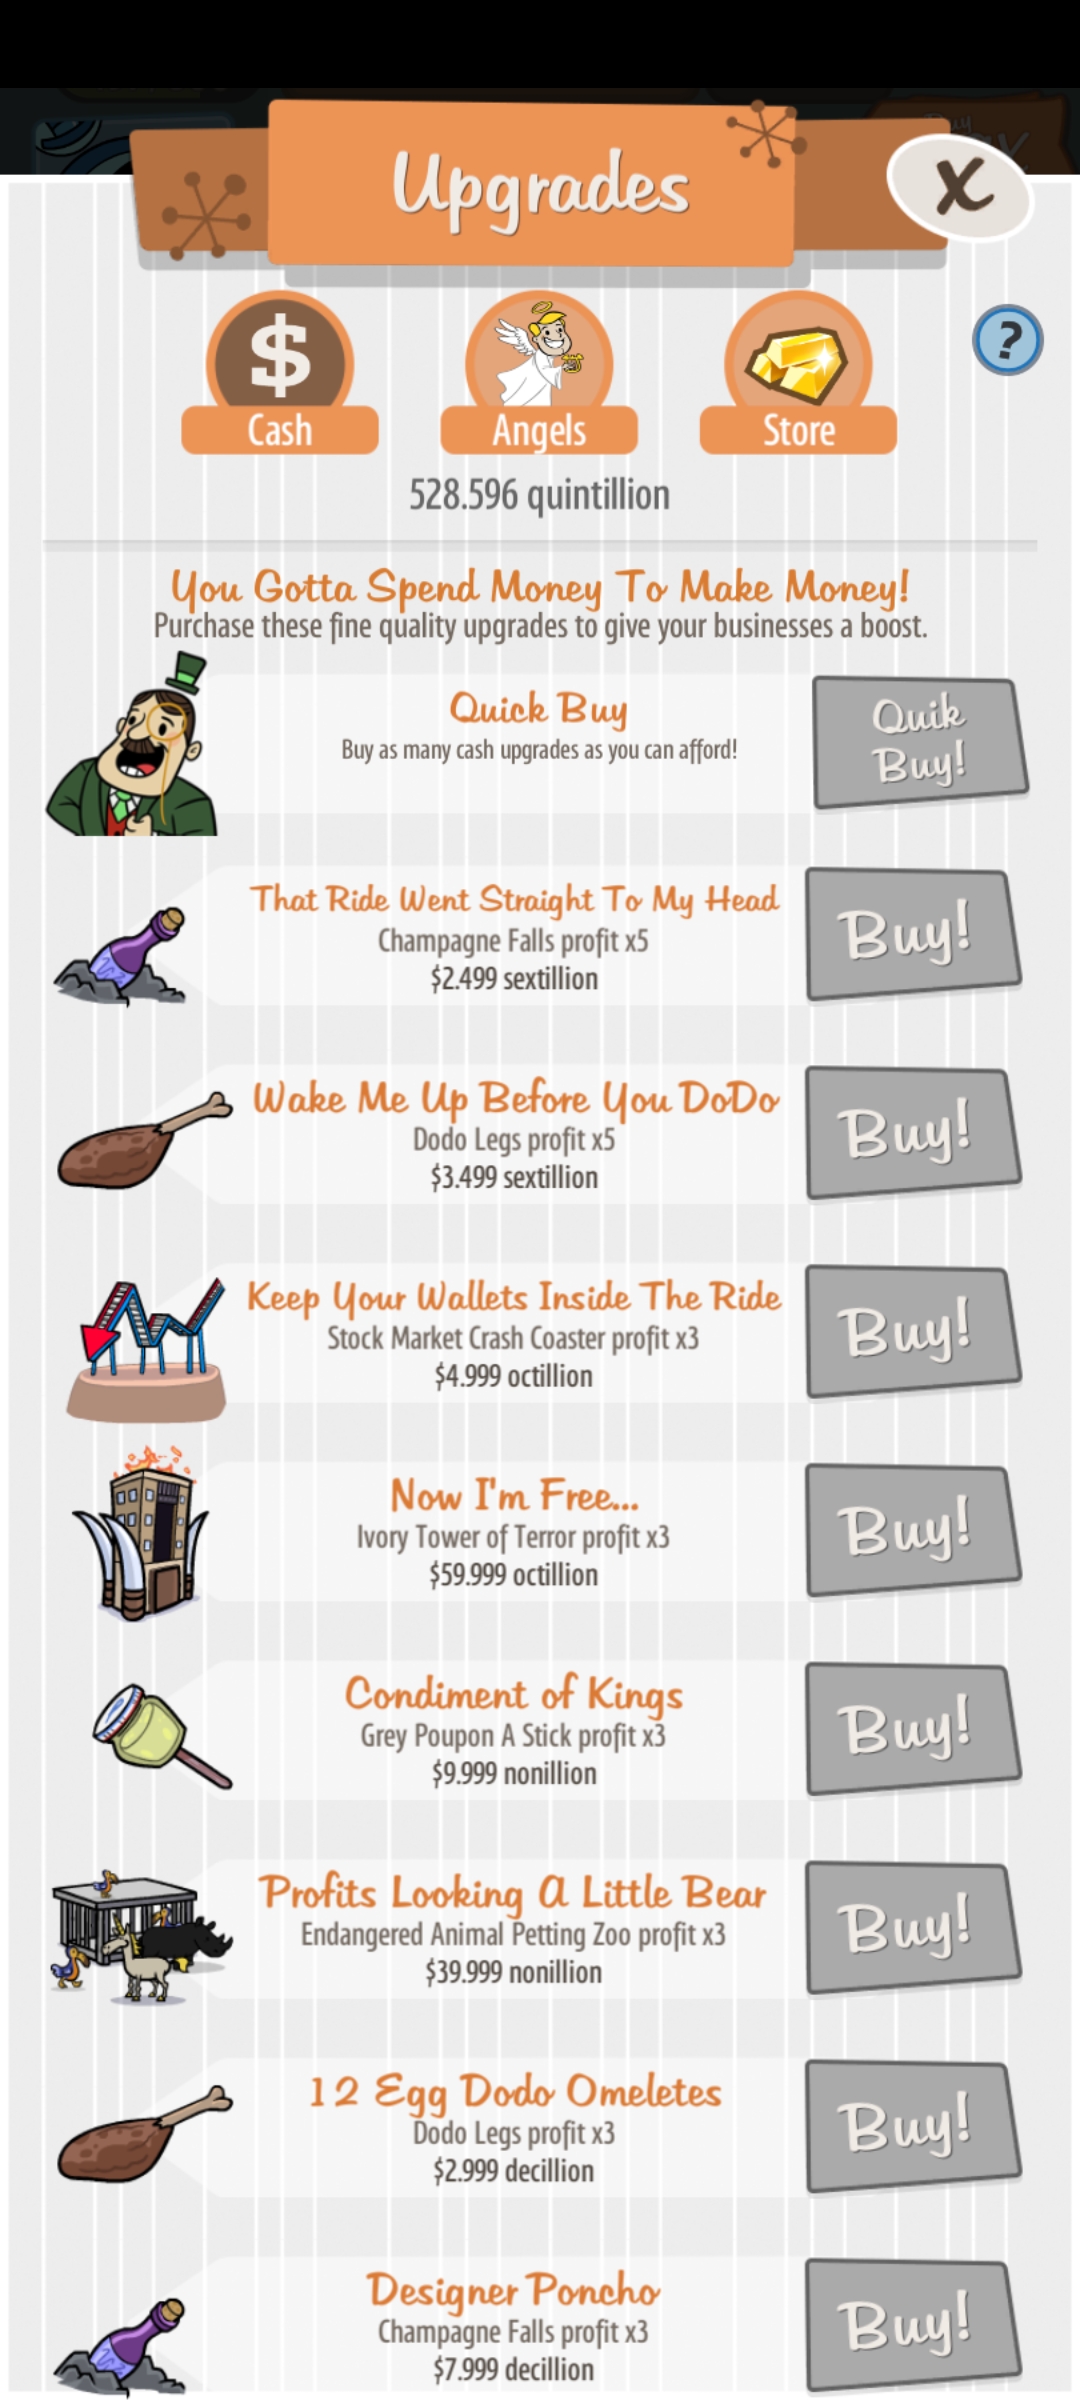 Upgrades
X
$
?
Cash
Angels
Store
528.596 quintillion
You Gotta Spend Money To Make Money!
Purchase these fine quality upgrades to give your businesses a boost.
Quick Buy
Buy as many cash upgrades as you can afford!
Quik
Buy!
That Ride Went Straight To My Head
Champagne Falls profit x5
$2.499 sextillion
Buy!
Wake Me Up Before You DoDo
Dodo Legs profit x5
$3.499 sextillion
Buy!
Keep Your Wallets Inside The Ride
Stock Market Crash Coaster profit x3
$4.999 octillion
Buy!
Now I'm Free...
Ivory Tower of Terror profit x3
$59.999 octillion
Buy!
Condiment of Kings
Grey Poupon A Stick profit x3
$9.999 nonillion
Buy!
Profits Looking A Little Bear
Endangered Animal Petting Zoo profit x3
$39.999 nonillion
Buy!
12 Egg Dodo Omeletes
Dodo Legs profit x3
$2.999 decillion
Buy!
Designer Poncho
Champagne Falls profit x3
$7.999 decillion
Buy!